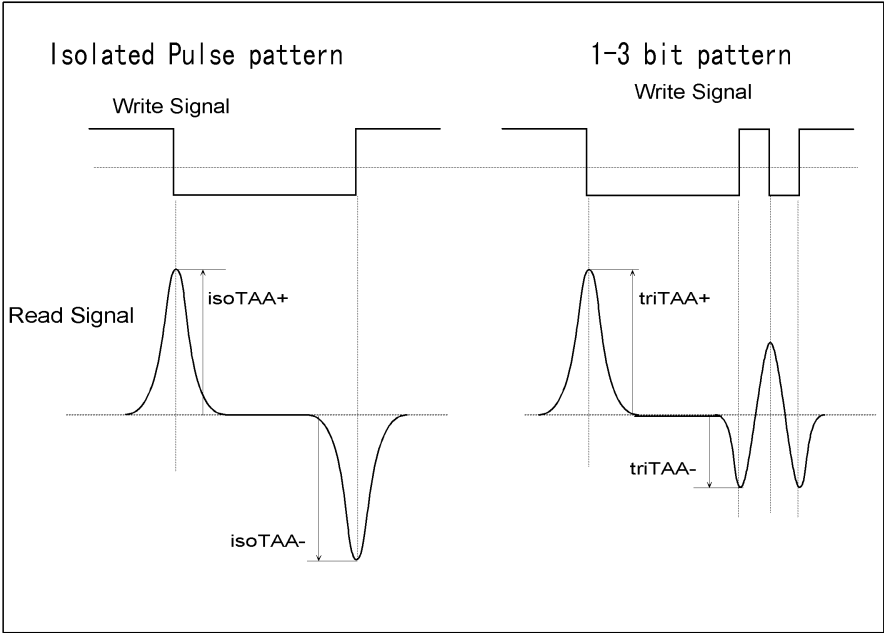 Isolated Pulse pattern
Write Signal
1-3 bit pattern
Write Signal
Read Signal
isoTAA+
isoTAA-
triTAA+
triTAA-